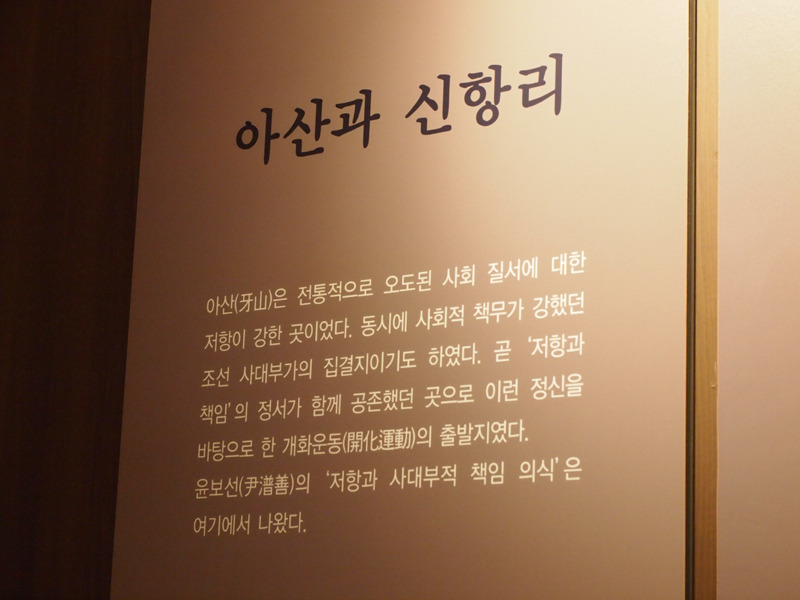 아산과 신항리
아산(牙山)은 전통적으로 오도된 사회 질서에 대한
저항이 강한 곳이었다. 동시에 사회적 책무가 강했던
조선 사대부가의 집결지이기도 하였다. 곧 ‘저항과
책임’의 정서가 함께 공존했던 곳으로 이런 정신을
바탕으로 한 개화운동(開化運動)의 출발지였다.
윤보선(尹潽善)의 ‘저항과 사대부적 책임 의식’은
여기에서 나왔다.